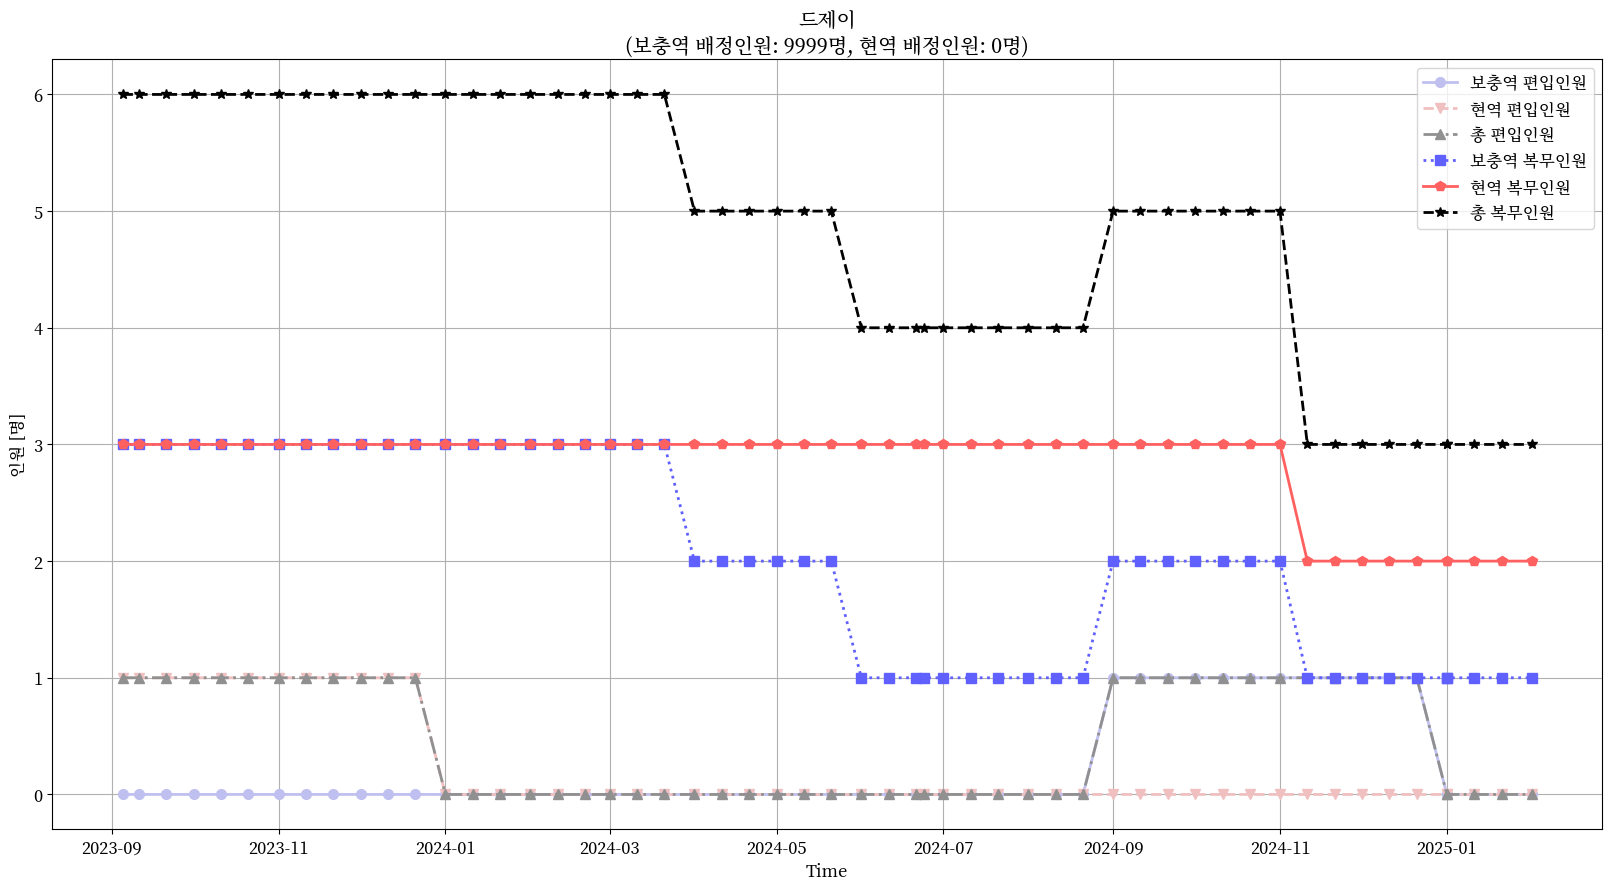 드제이
(보충역 배정인원: 9999명, 현역 배정인원: 0명)
보충역 편입인원
현역 편입인원
총 편입인원
보충역 복무인원
현역 복무인원
총 복무인원
인원 [명]
6
5
4
3
2
1
0
2023-09
2023-11
2024-01
2024-03
2024-05
2024-07
2024-09
2024-11
2025-01
Time